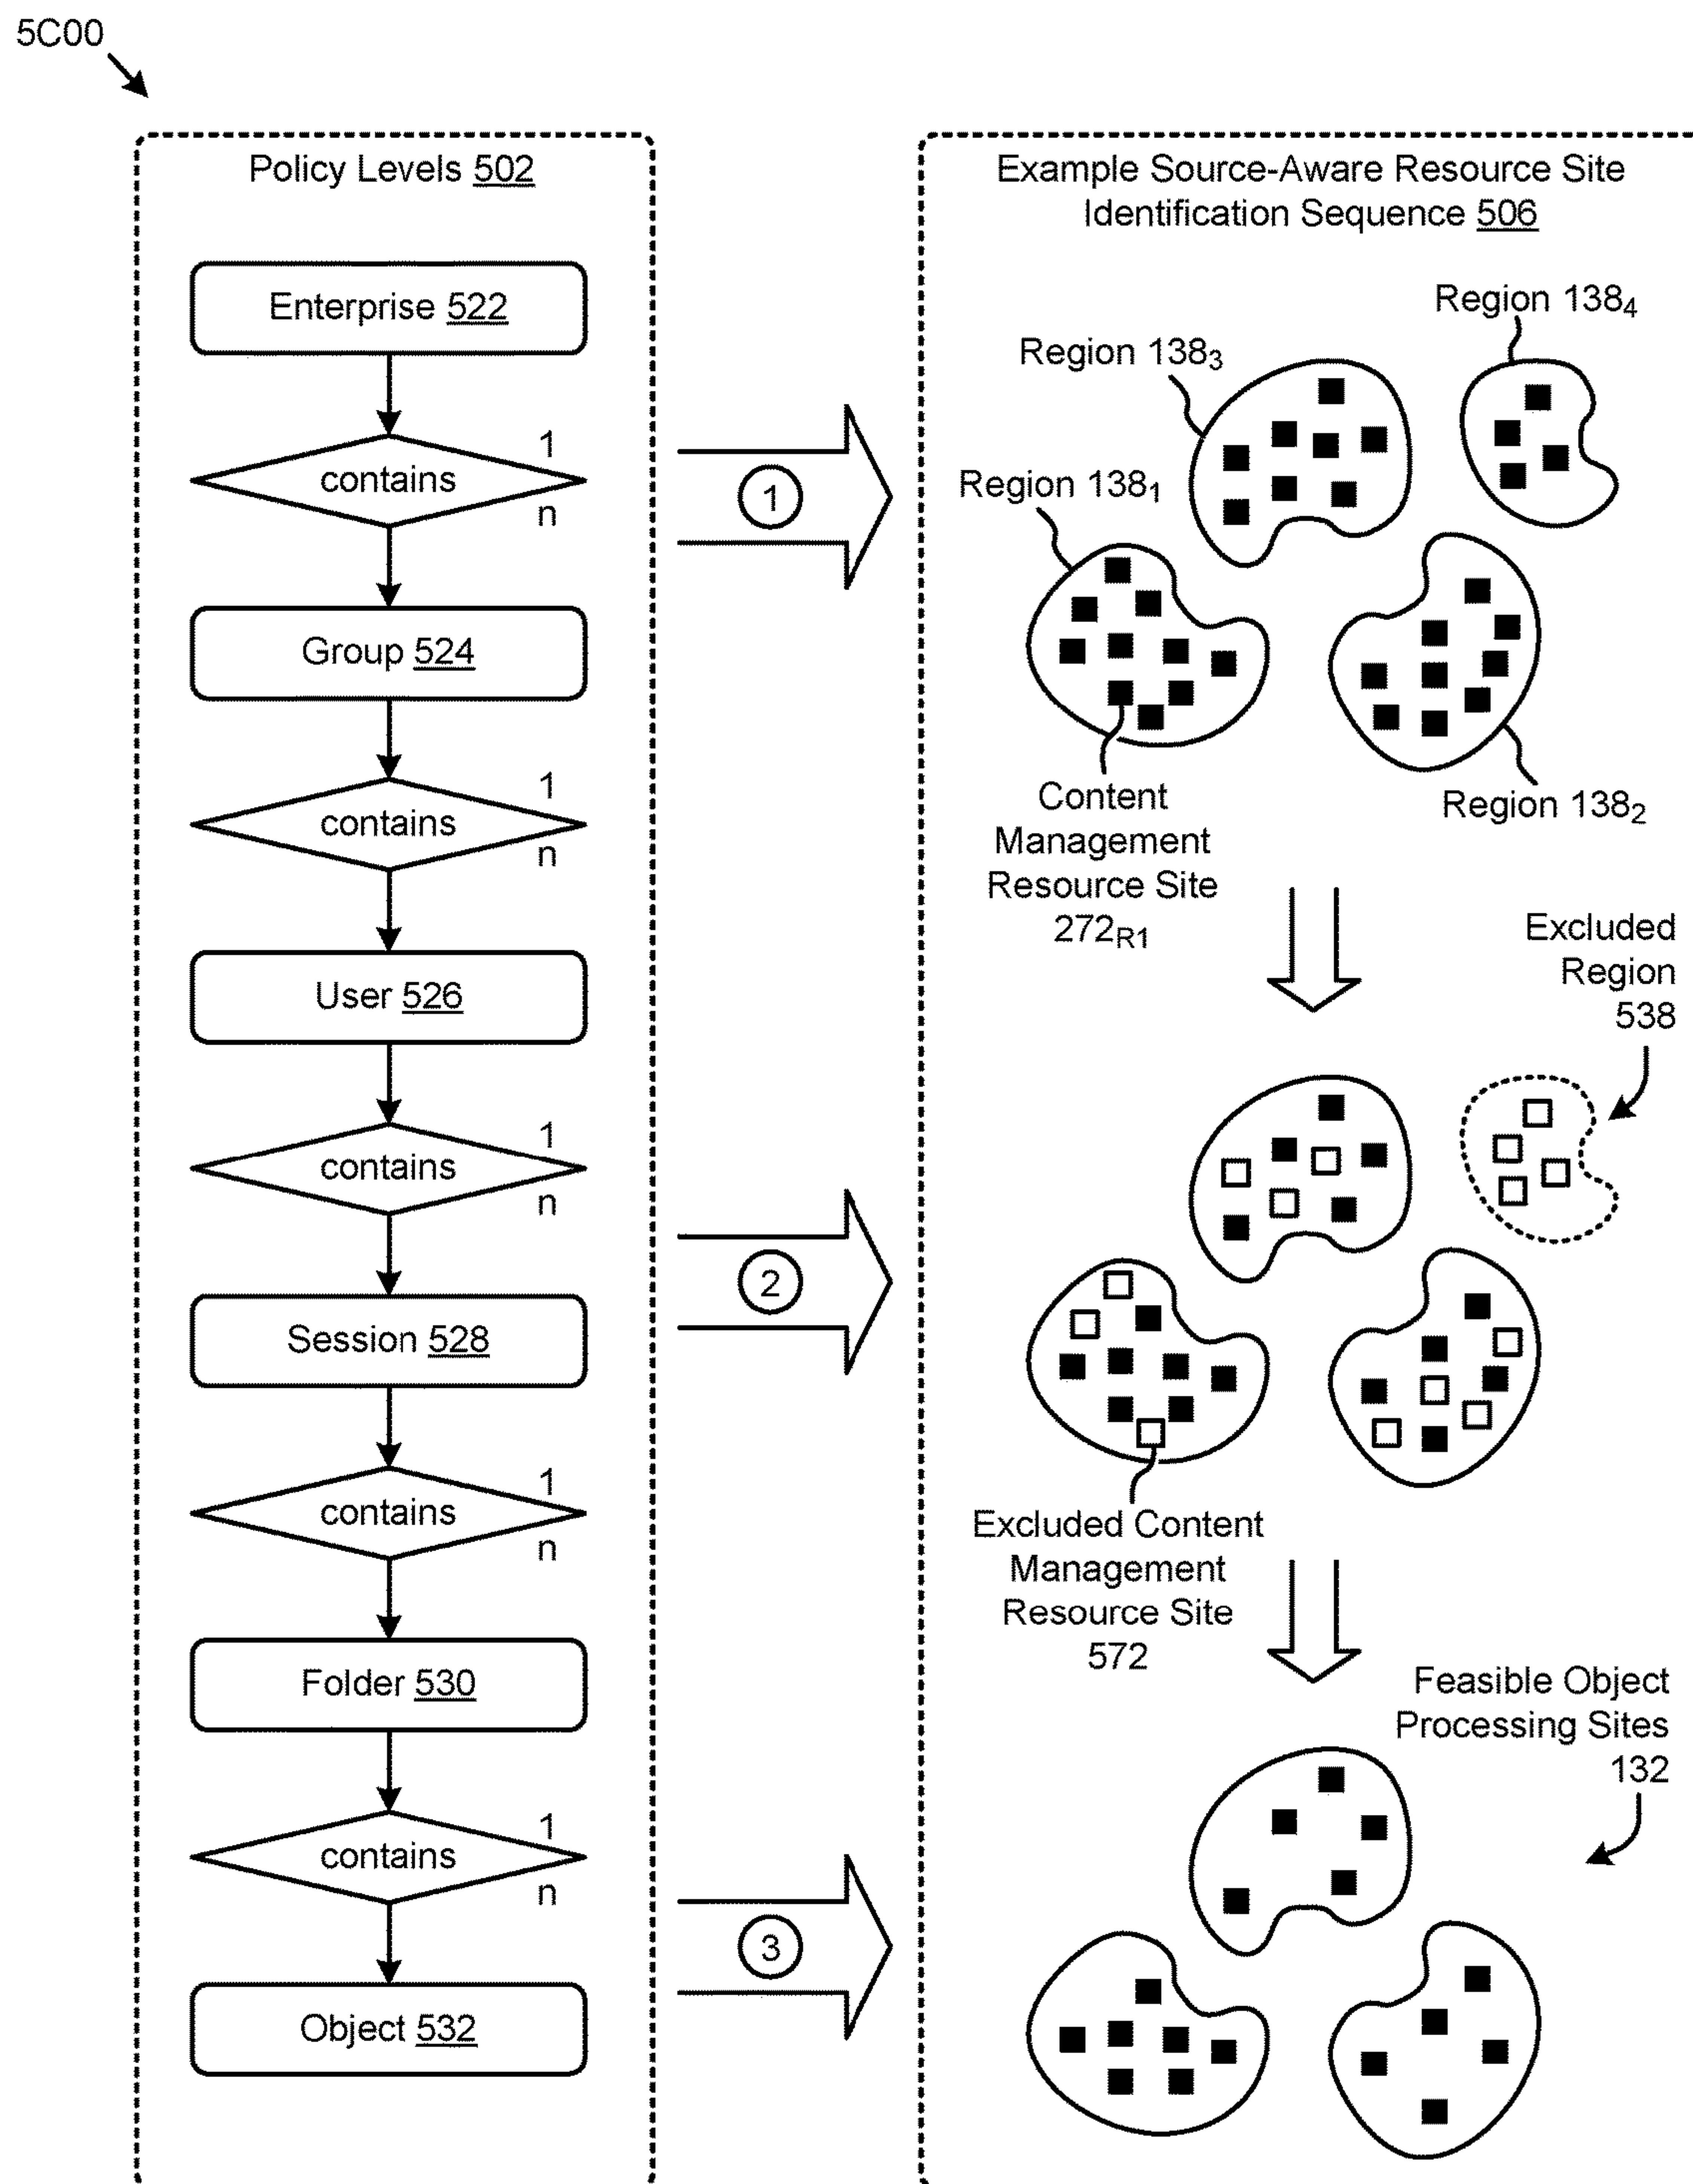 5C00
Policy Levels 502
Enterprise 522
1
contains
n
Group 524
1
contains
n
User 526
1
contains
n
Session 528
1
contains
n
Folder 530
1
contains
n
Object 532
1
2
3
Example Source-Aware Resource Site
Identification Sequence 506
Region 138₄
Region 138₃
Region 138₁
Region 138₂
Content
Management
Resource Site
272R1
Excluded
Region
538
Excluded Content
Management
Resource Site
572
Feasible Object
Processing Sites
132